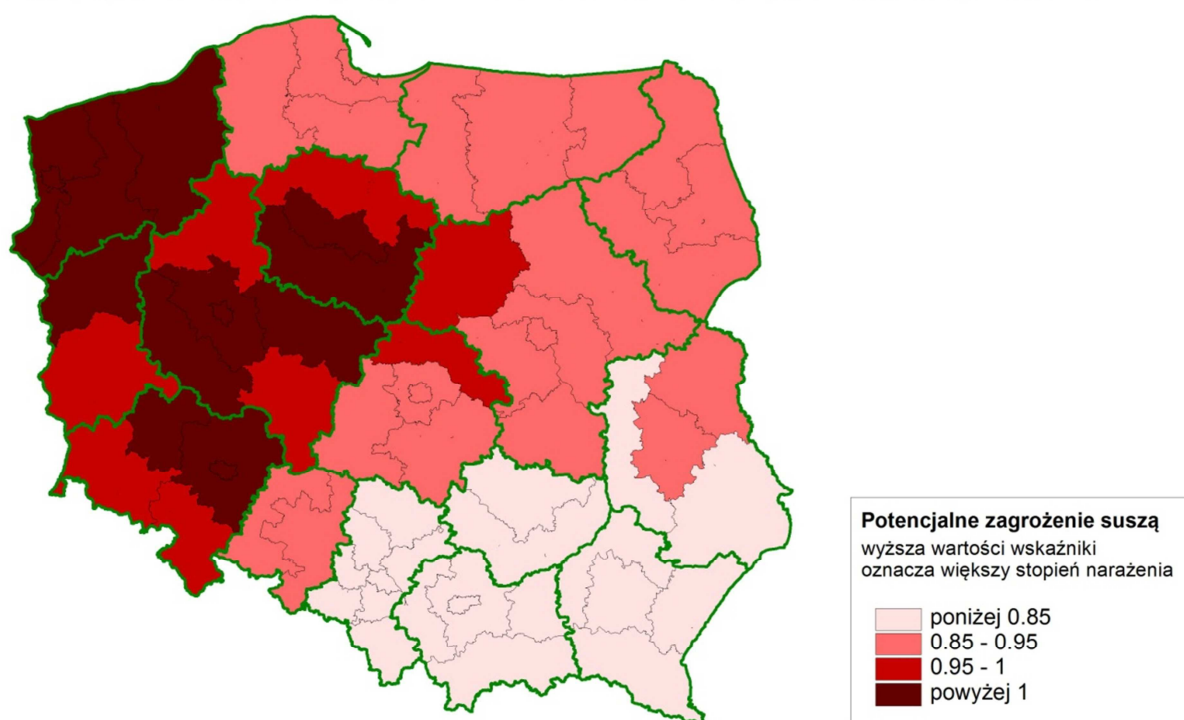 Potencjalne zagrożenie suszą
wyższa wartości wskaźniki
oznacza większy stopień narażenia
poniżej 0.85
0.85 - 0.95
0.95 - 1
powyżej 1